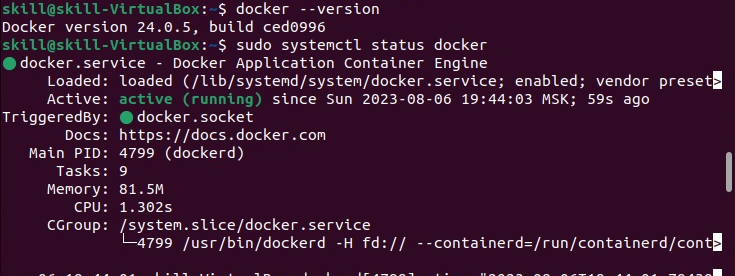 skill@skill-VirtualBox:~$ docker --version
Docker version 24.0.5, build ced0996
skill@skill-VirtualBox:~$ sudo systemctl status docker
● docker.service - Docker Application Container Engine
Loaded: loaded (/lib/systemd/system/docker.service; enabled; vendor preset>
Active: active (running) since Sun 2023-08-06 19:44:03 MSK; 59s ago
TriggeredBy: ● docker.socket
Docs: https://docs.docker.com
Main PID: 4799 (dockerd)
Tasks: 9
Memory: 81.5M
CPU: 1.302s
CGroup: /system.slice/docker.service
└─4799 /usr/bin/dockerd -H fd:// --containerd=/run/containerd/cont>